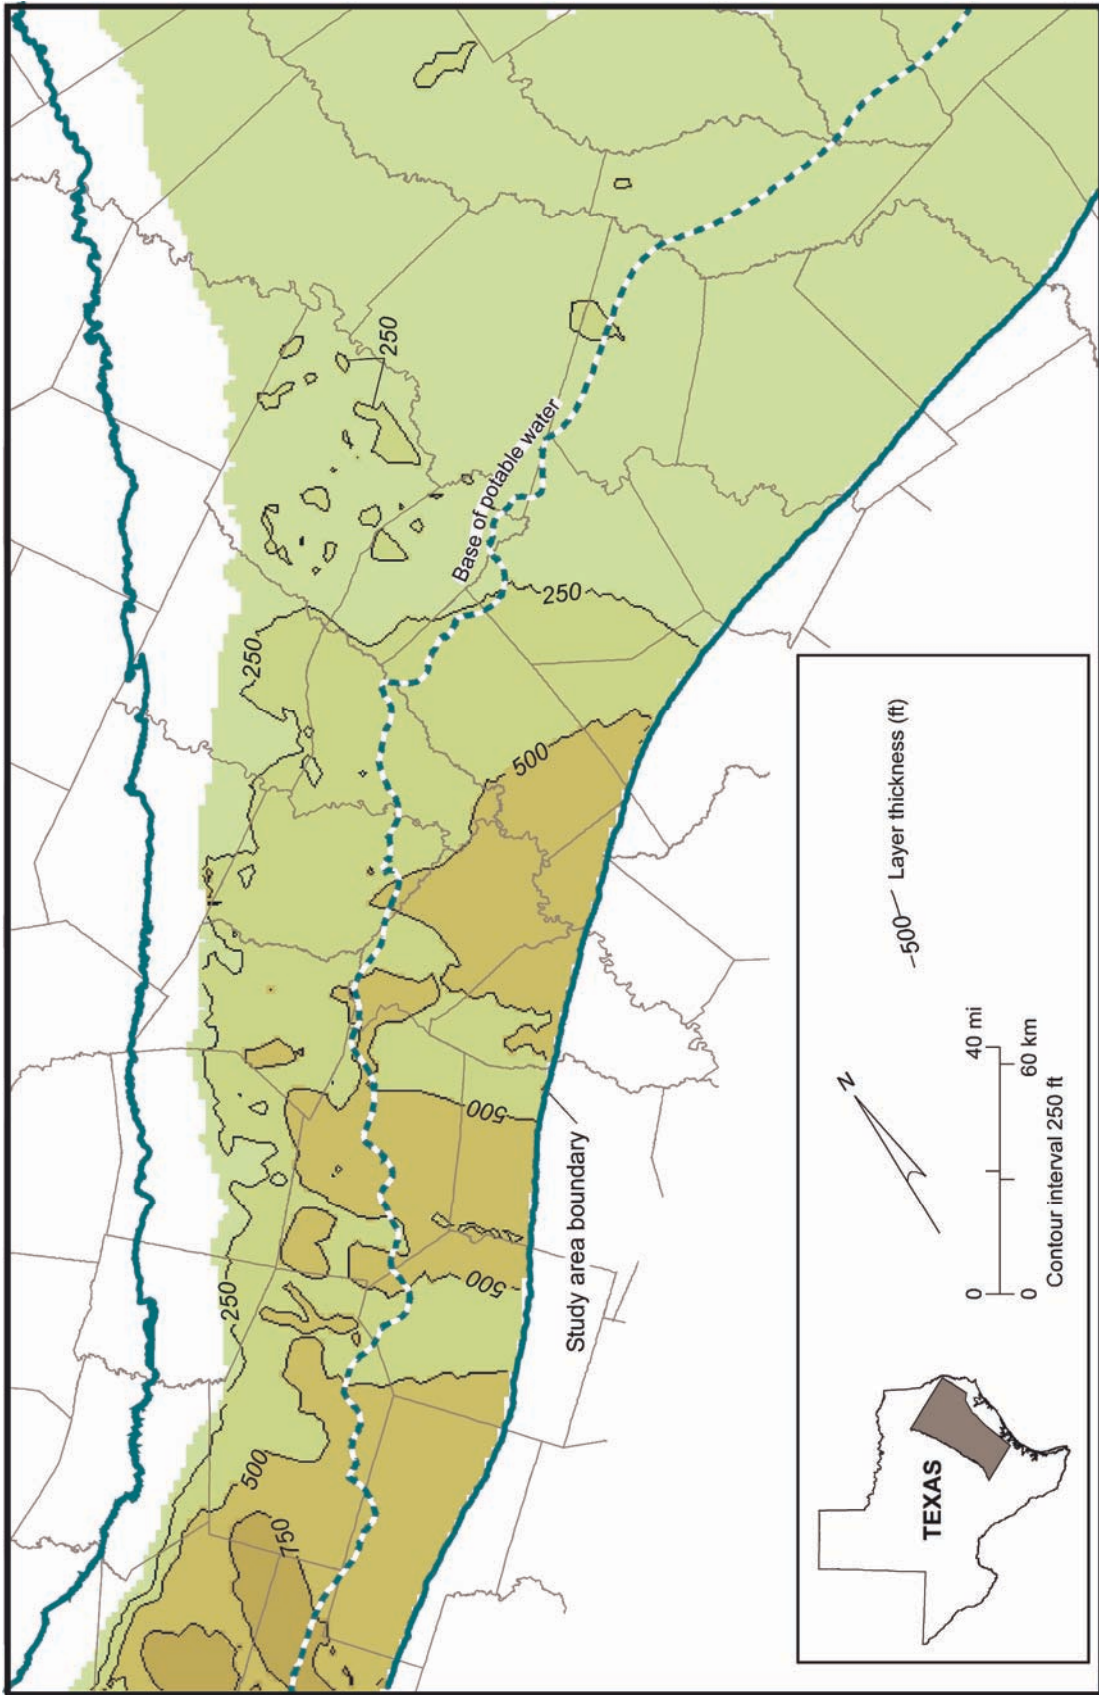 250
250
Base of potable water
250
500
500
500
250
500
750
Study area boundary
TEXAS
N
0 40 mi
0 60 km
Contour interval 250 ft
500 Layer thickness (ft)